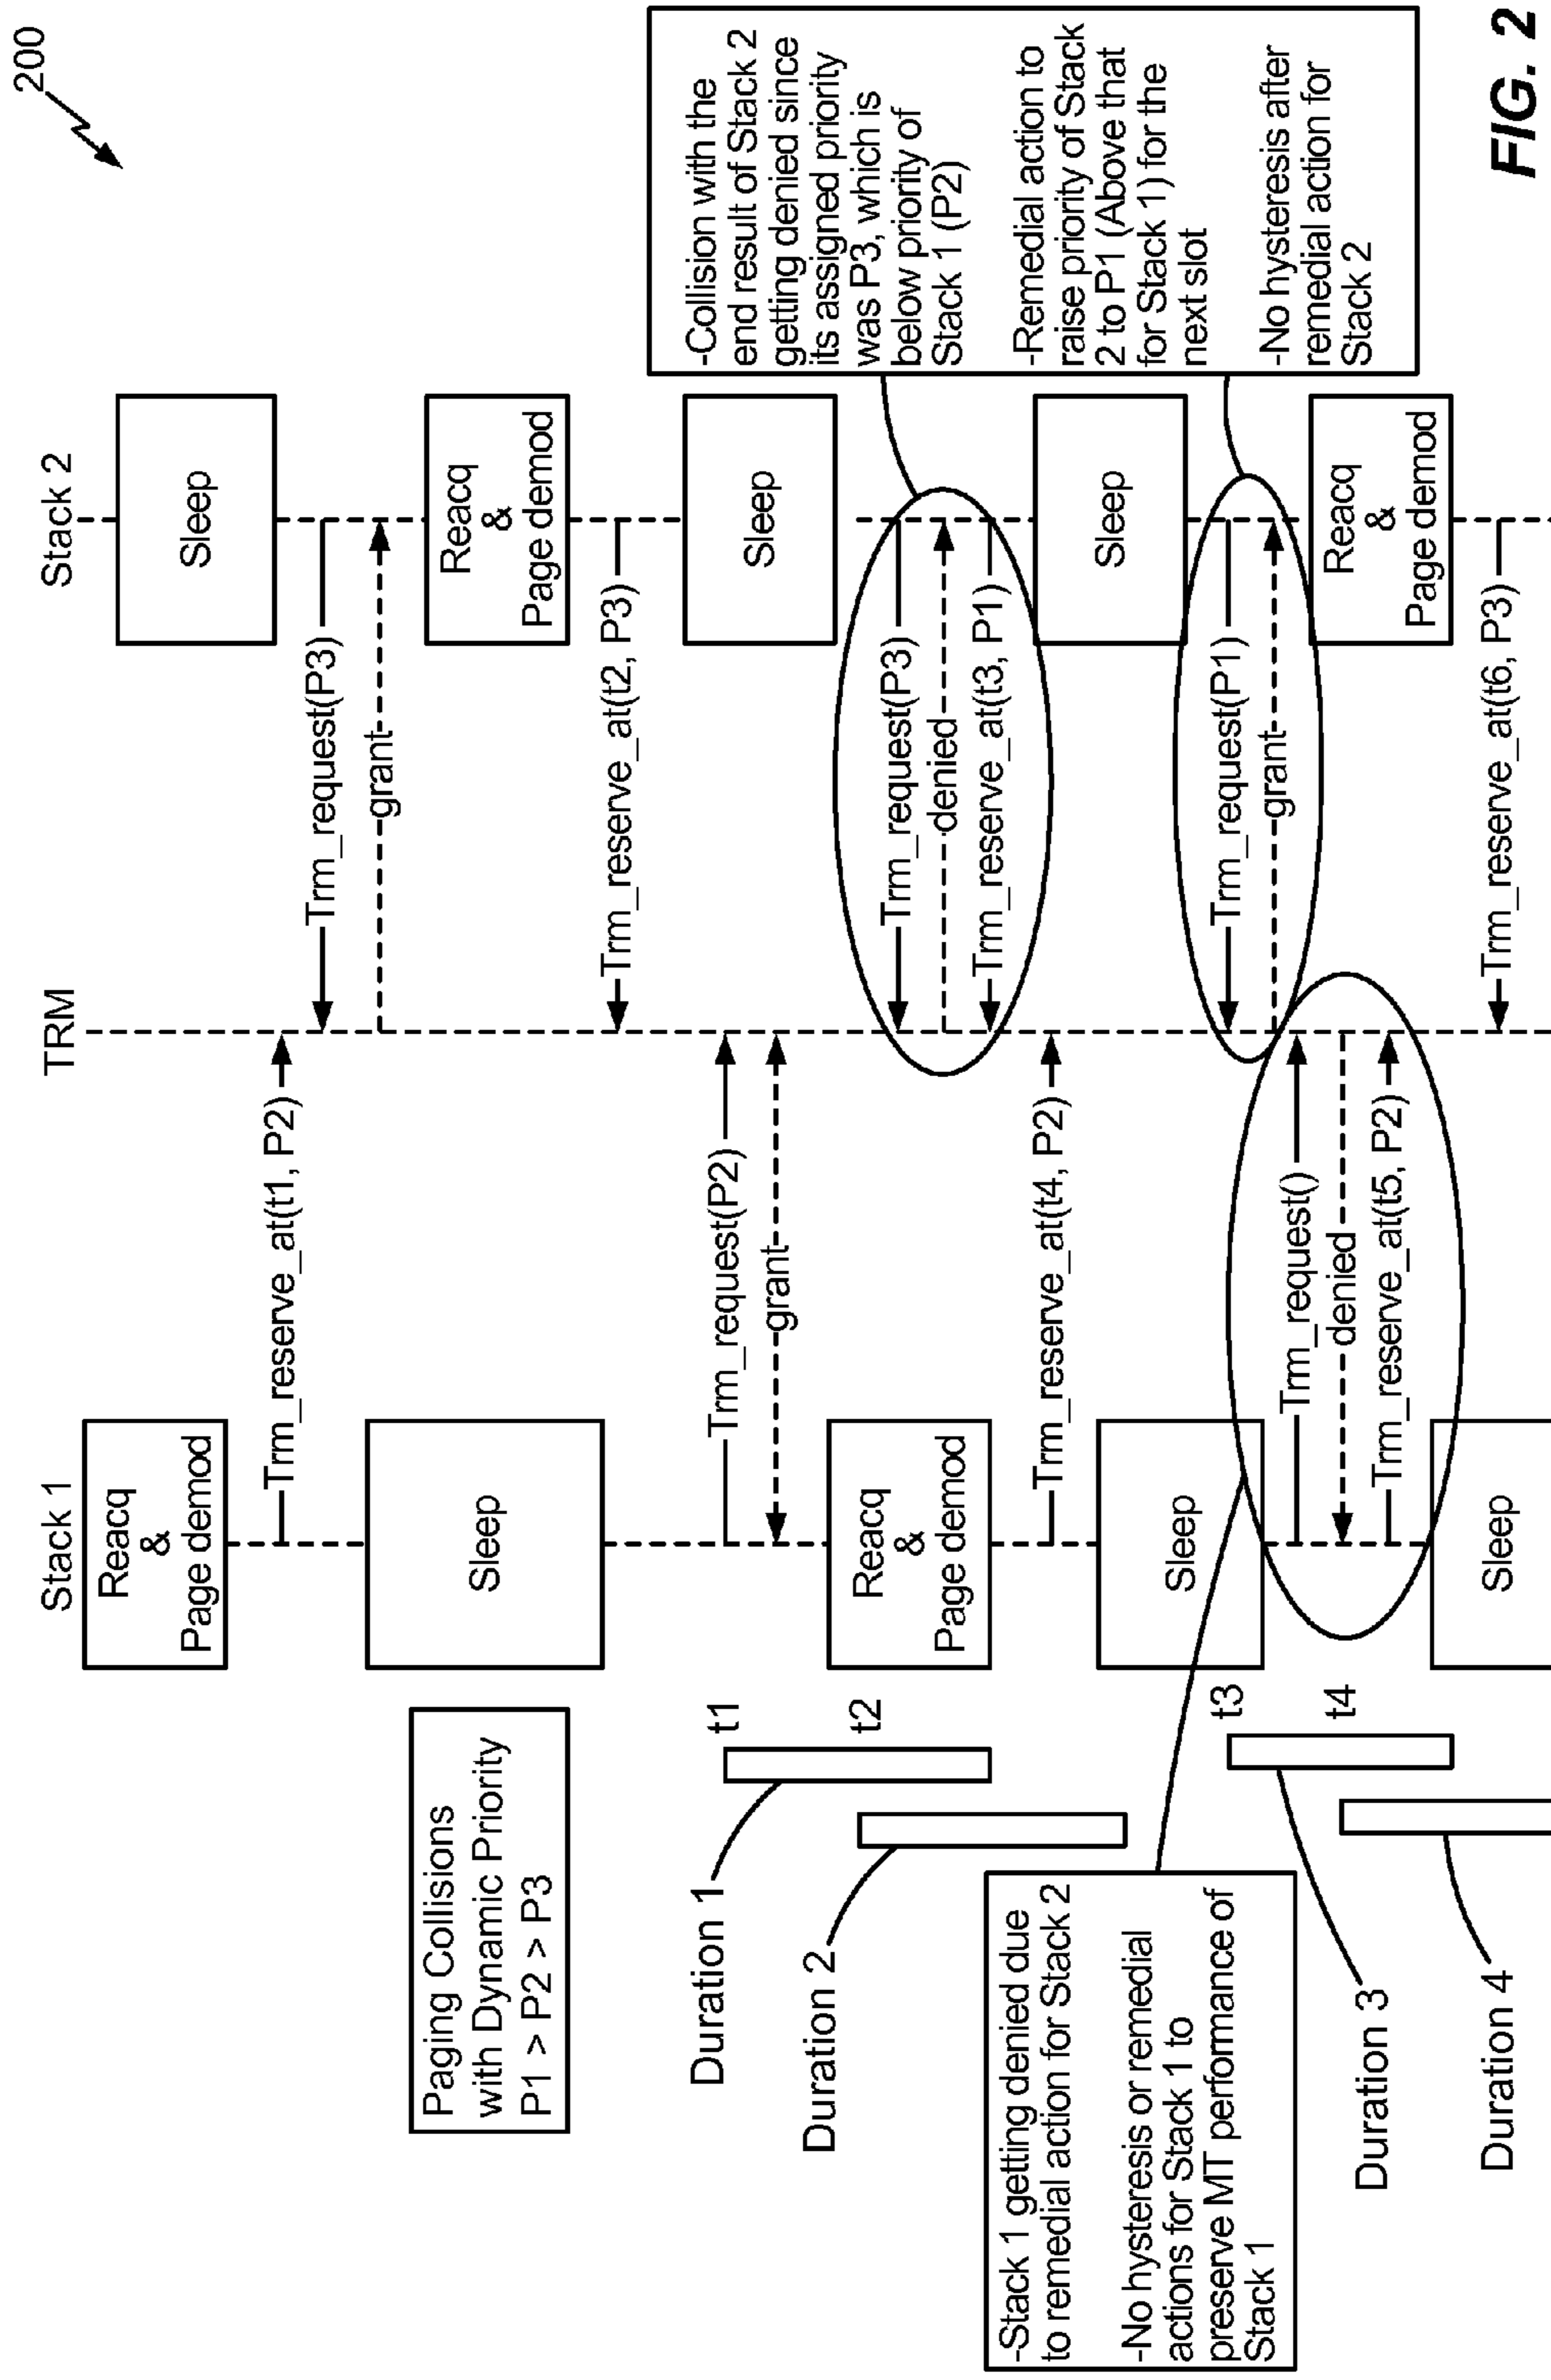 200
Stack 1
TRM
Stack 2
Reacq
&
Page demod
Trm_reserve_at(t1, P2)
Sleep
Trm_request(P3)
grant
Paging Collisions
with Dynamic Priority
P1 > P2 > P3
Sleep
Reacq
&
Page demod
Trm_reserve_at(t2, P3)
t1
Duration 1
Trm_request(P2)
grant
Sleep
t2
Duration 2
Reacq
&
Page demod
Trm_request(P3)
denied
Trm_reserve_at(t3, P1)
-Collision with the
end result of Stack 2
getting denied since
its assigned priority
was P3, which is
below priority of
Stack 1 (P2)
-Remedial action to
raise priority of Stack
2 to P1 (Above that
for Stack 1) for the
next slot
-No hysteresis after
remedial action for
Stack 2
Trm_reserve_at(t4, P2)
Sleep
Sleep
-Stack 1 getting denied due
to remedial action for Stack 2
-No hysteresis or remedial
actions for Stack 1 to
preserve MT performance of
Stack 1
t3
Duration 3
Trm_request(P1)
grant
Trm_request()
denied
Trm_reserve_at(t5, P2)
t4
Duration 4
Reacq
&
Page demod
Sleep
Trm_reserve_at(t6, P3)
FIG. 2